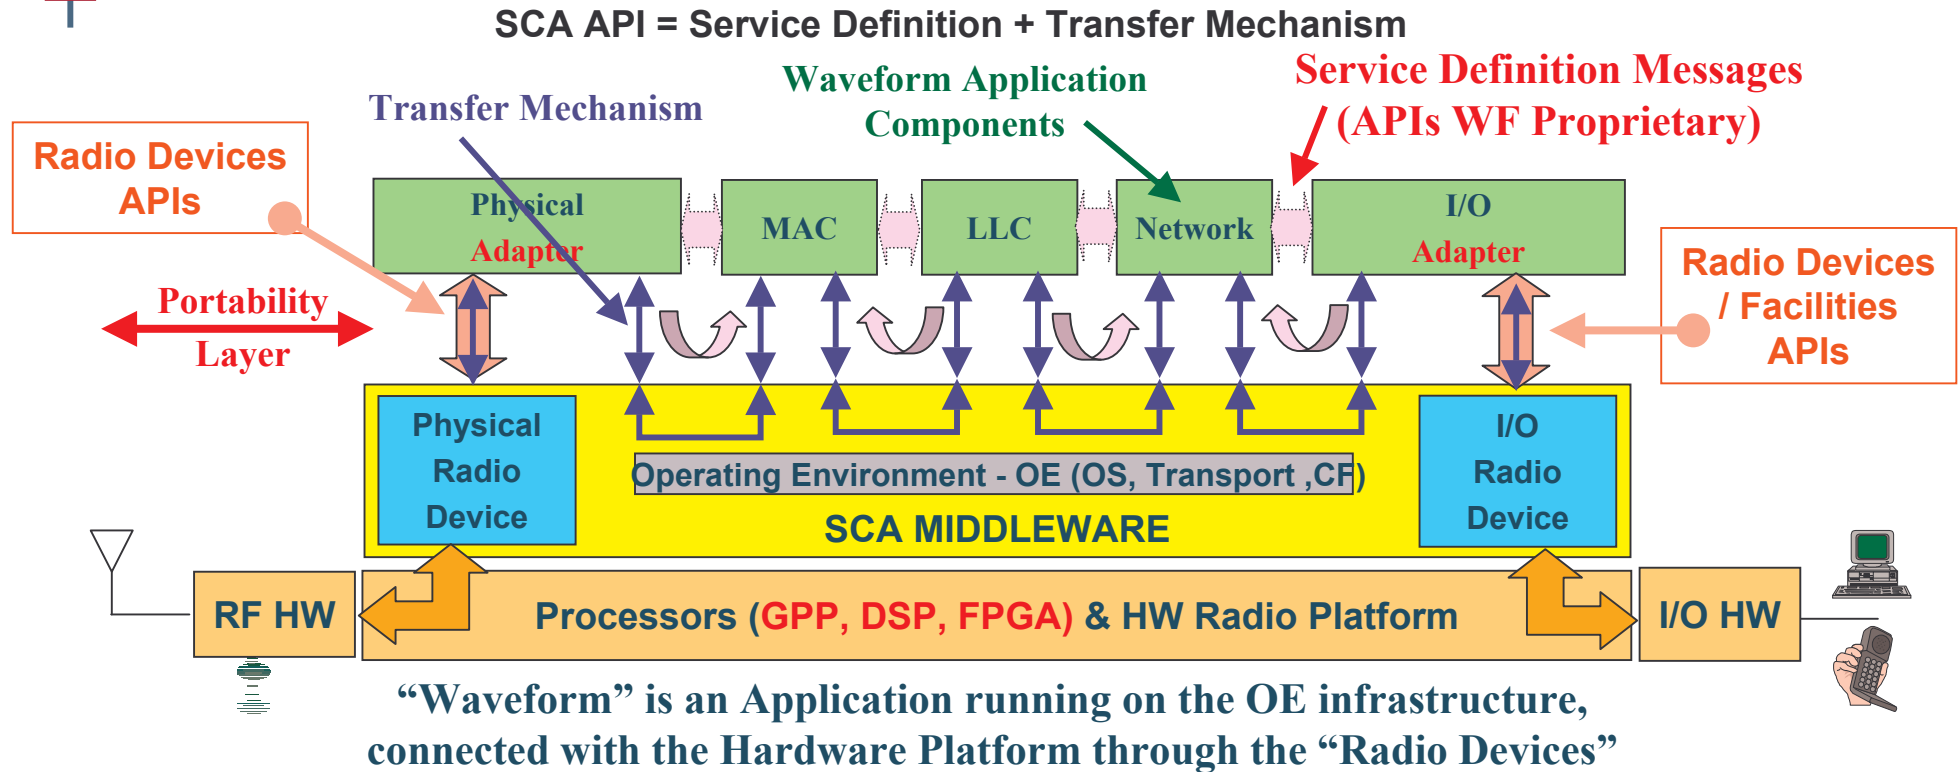 SCA API = Service Definition + Transfer Mechanism
Waveform Application
Components
Service Definition Messages
(APIs WF Proprietary)
Transfer Mechanism
Radio Devices
APIs
Physical
Adapter
MAC
LLC
Network
I/O
Adapter
Radio Devices
/ Facilities
APIs
Portability
Layer
Physical
Radio
Device
Operating Environment - OE (OS, Transport ,CF)
SCA MIDDLEWARE
I/O
Radio
Device
RF HW
Processors (GPP, DSP, FPGA) & HW Radio Platform
I/O HW
“Waveform” is an Application running on the OE infrastructure,
connected with the Hardware Platform through the “Radio Devices”